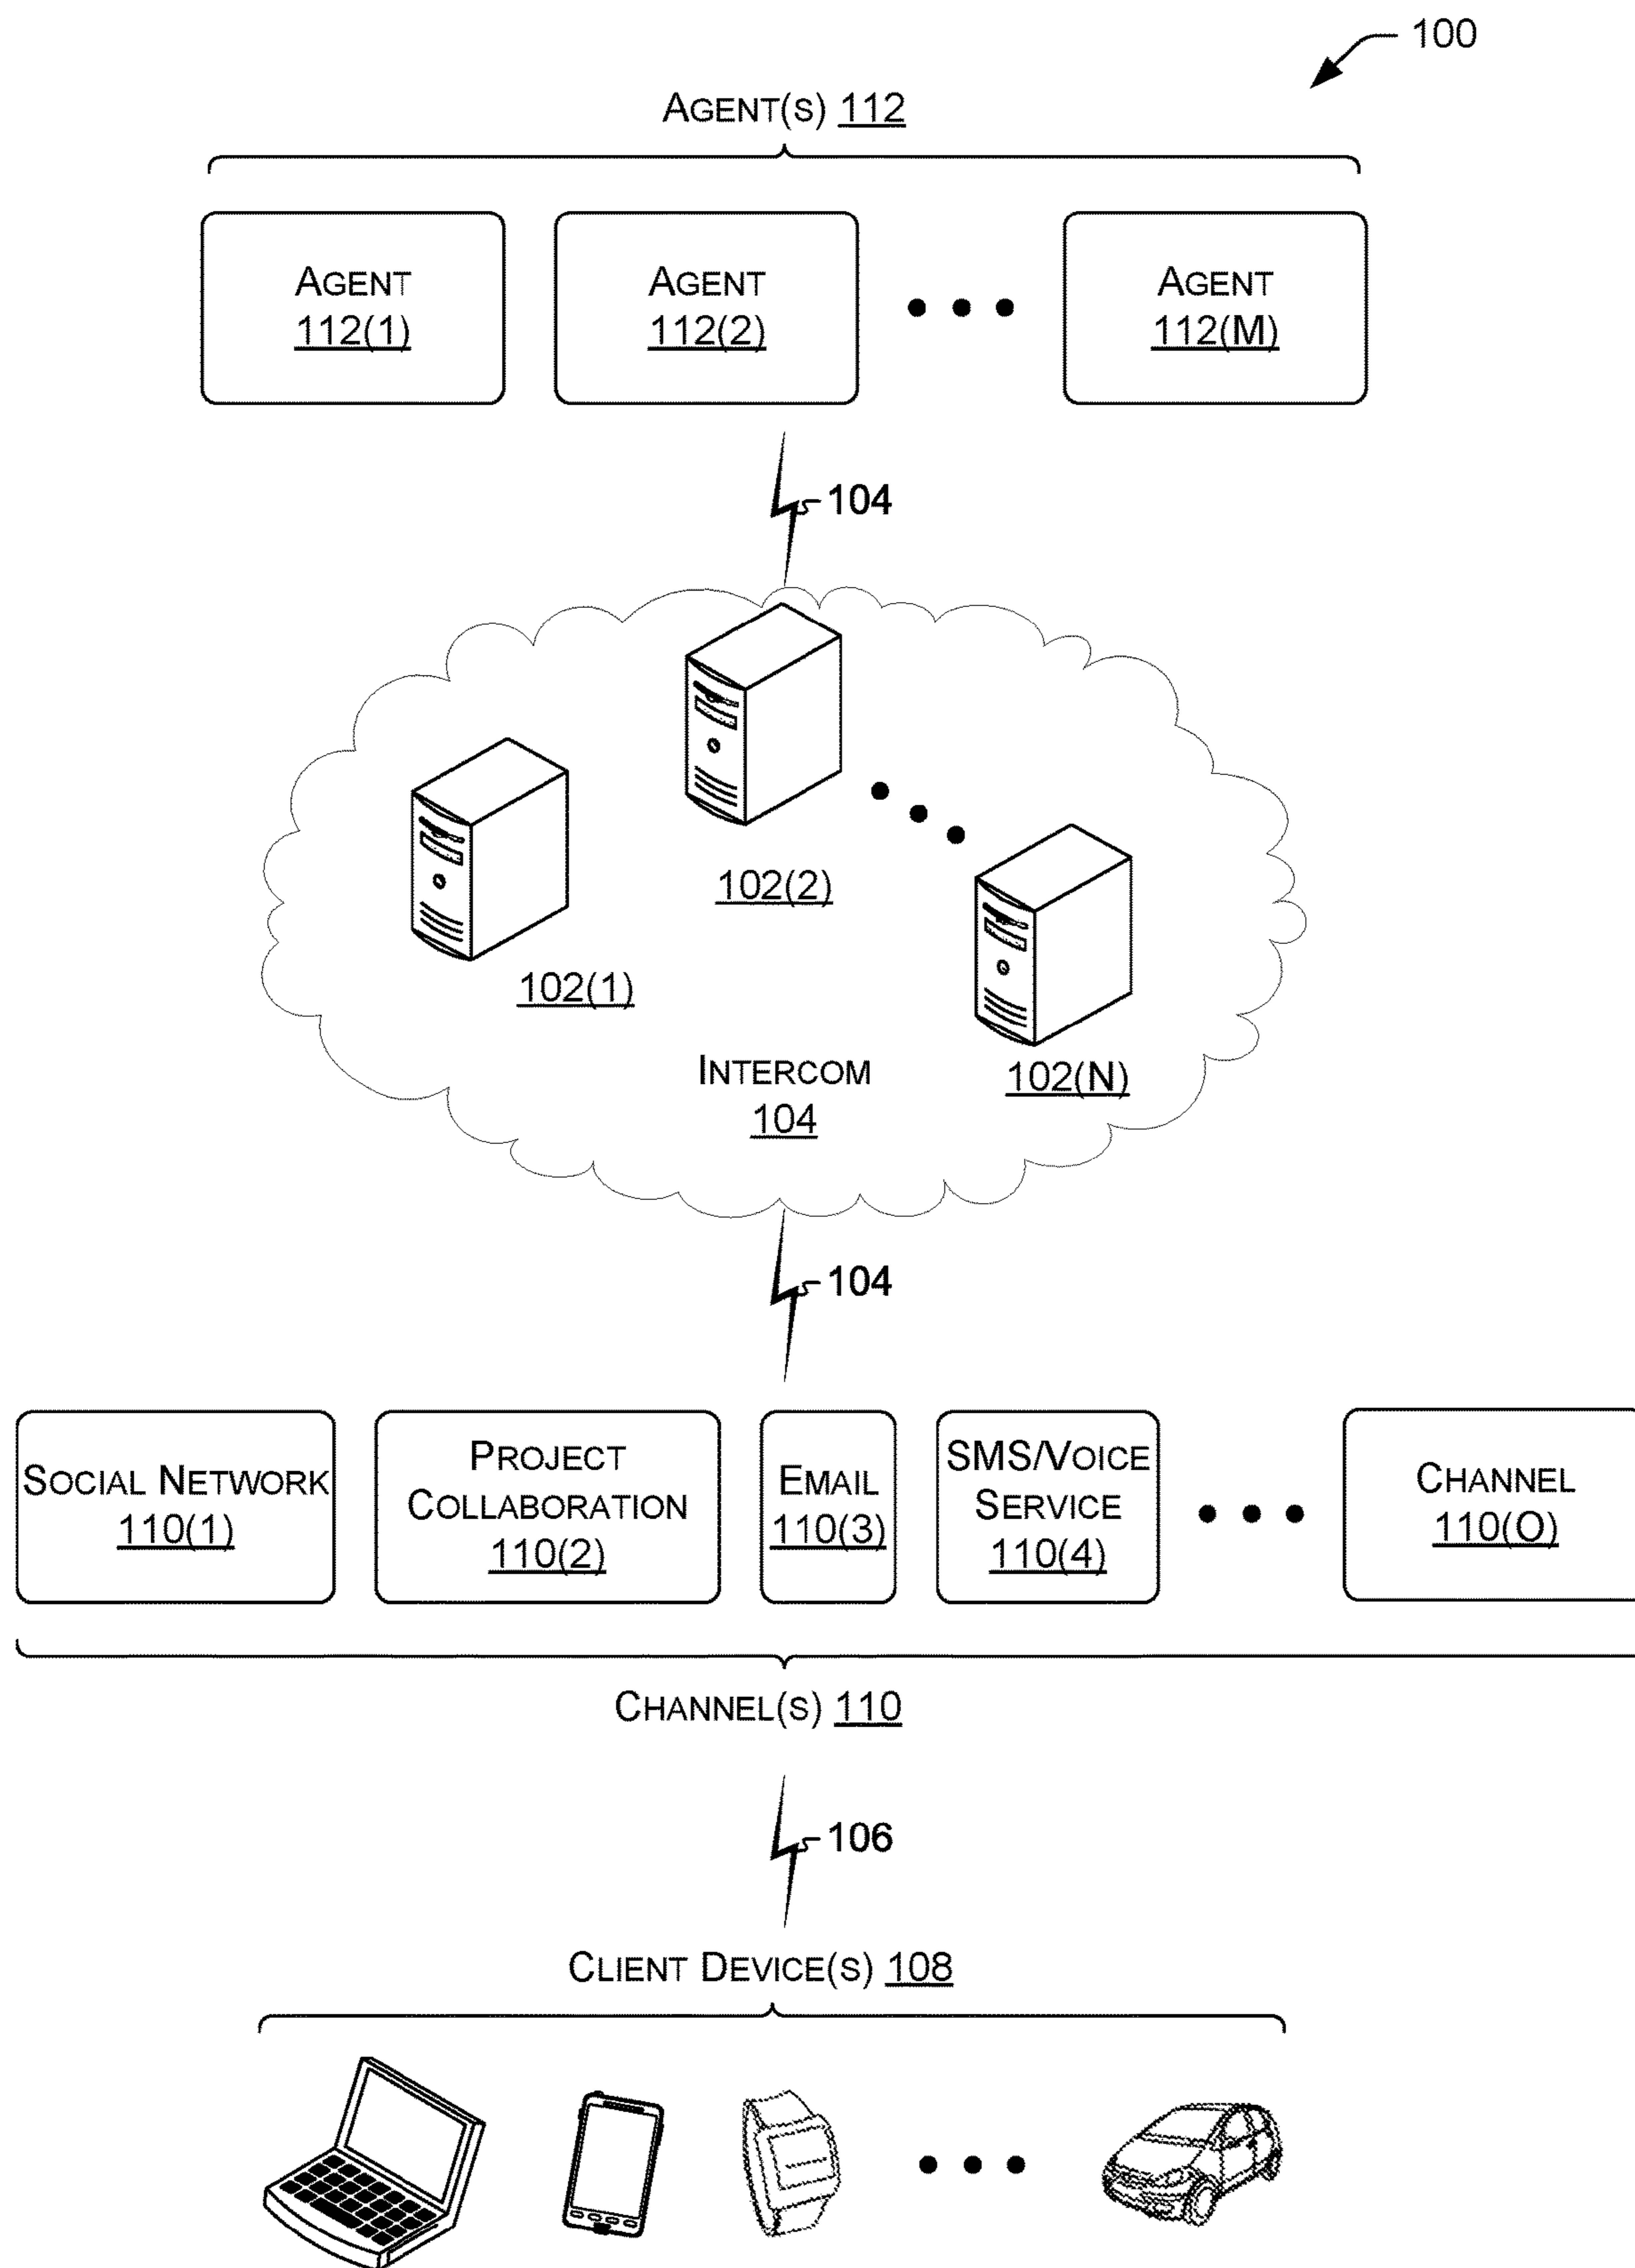 100
AGENT(S) 112
AGENT
112(1)
AGENT
112(2)
AGENT
112(M)
104
102(2)
102(1)
102(N)
INTERCOM
104
104
SOCIAL NETWORK
110(1)
PROJECT
COLLABORATION
110(2)
EMAIL
110(3)
SMS/VOICE
SERVICE
110(4)
CHANNEL
110(O)
CHANNEL(S) 110
106
CLIENT DEVICE(S) 108